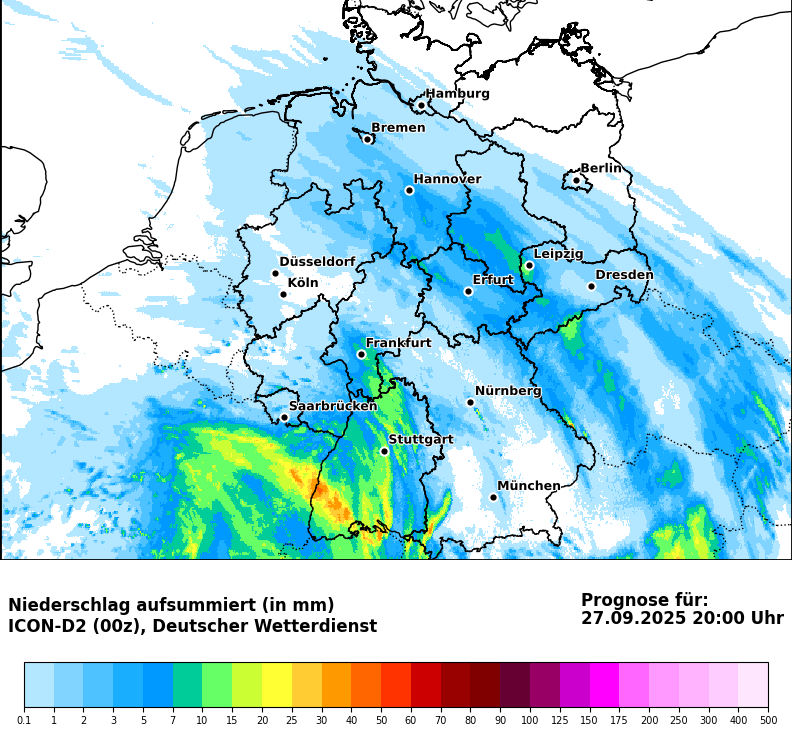 Hamburg
Bremen
Berlin
Hannover
Leipzig
Düsseldorf
Dresden
Köln
Erfurt
Frankfurt
Nürnberg
Saarbrücken
Stuttgart
München
Niederschlag aufsummiert (in mm)
ICON-D2 (00z), Deutscher Wetterdienst
Prognose für:
27.09.2025 20:00 Uhr
0.1 1 2 3 5 7 10 15 20 25 30 40 50 60 70 80 90 100 125 150 175 200 250 300 400 500